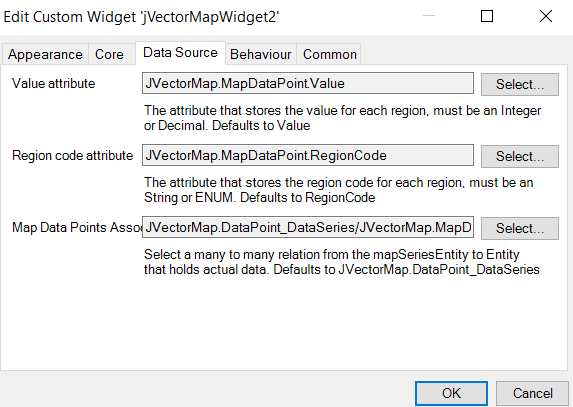 Edit Custom Widget 'jVectorMapWidget2'
Appearance Core Data Source Behaviour Common
Value attribute JVectorMap.MapDataPoint.Value Select...
The attribute that stores the value for each region, must be an Integer
or Decimal. Defaults to Value
Region code attribute JVectorMap.MapDataPoint.RegionCode Select...
The attribute that stores the region code for each region, must be an
String or ENUM. Defaults to RegionCode
Map Data Points Assoc JVectorMap.DataPoint_DataSeries/JVectorMap.MapD Select...
Select a many to many relation from the mapSeriesEntity to Entity
that holds actual data. Defaults to JVectorMap.DataPoint_DataSeries
OK Cancel